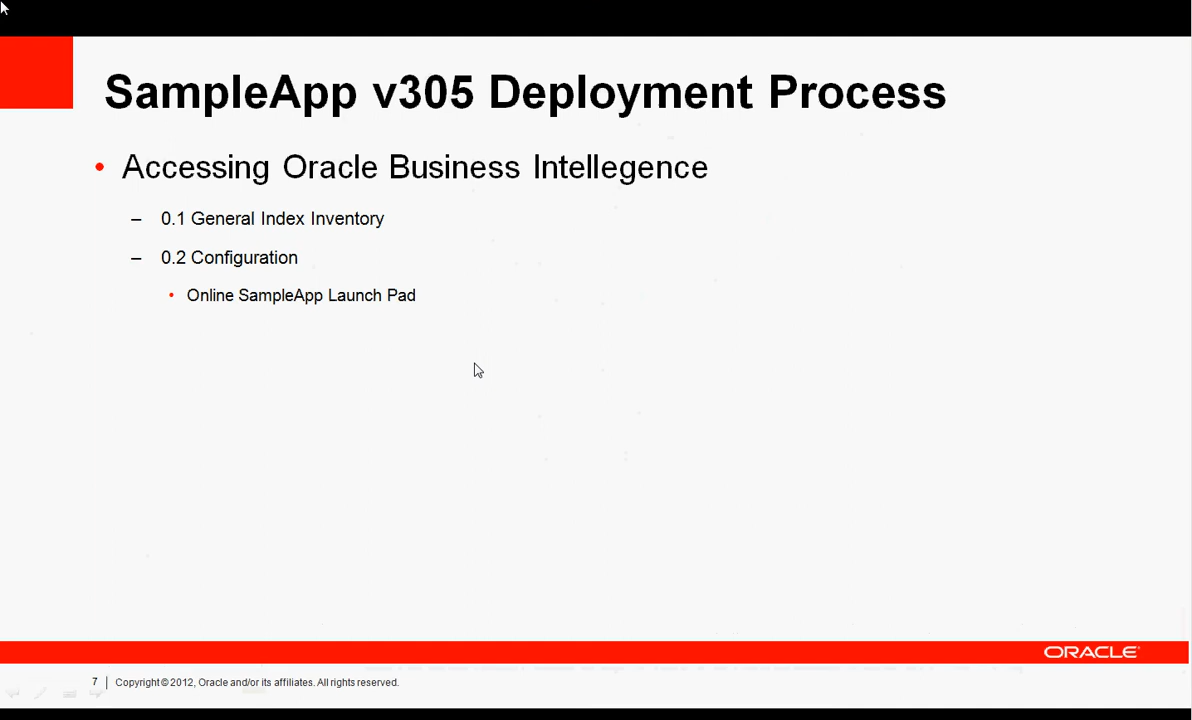 SampleApp v305 Deployment Process
• Accessing Oracle Business Intellegence
– 0.1 General Index Inventory
– 0.2 Configuration
• Online SampleApp Launch Pad
ORACLE
7 | Copyright © 2012, Oracle and/or its affiliates. All rights reserved.